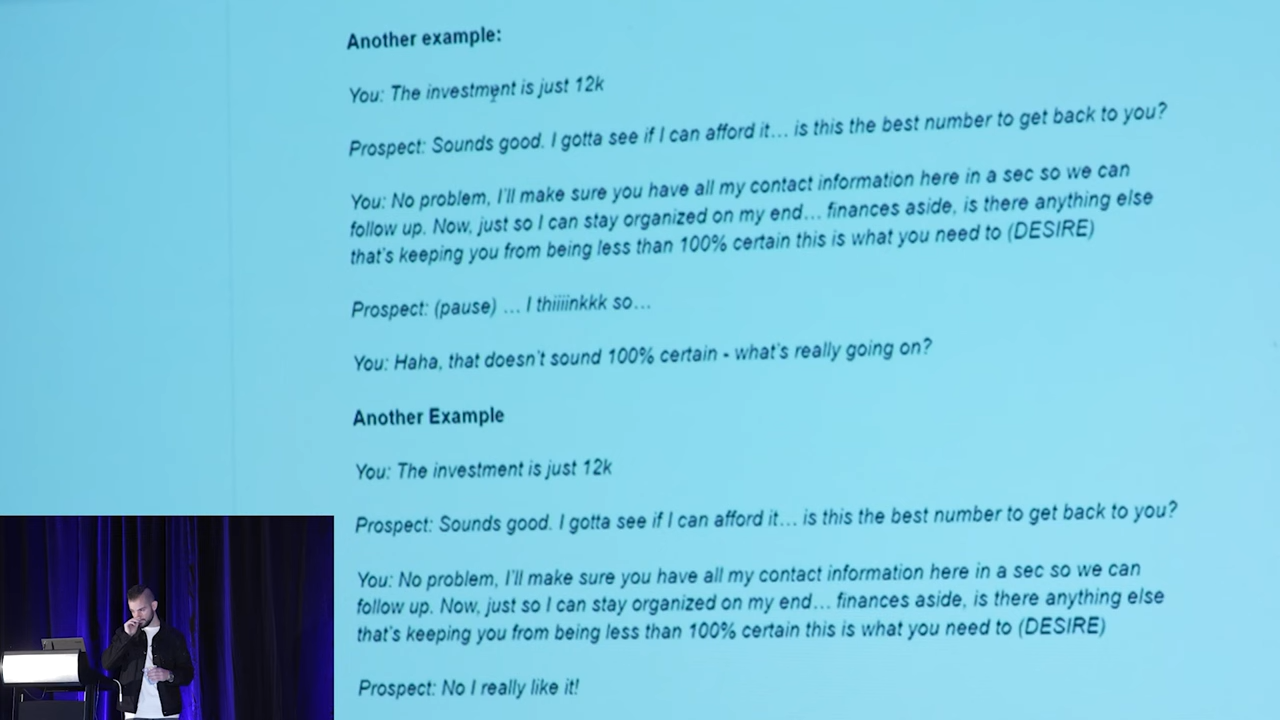 Another example:
You: The investment is just 12k
Prospect: Sounds good. I gotta see if I can afford it… is this the best number to get back to you?
You: No problem, I'll make sure you have all my contact information here in a sec so we can
follow up. Now, just so I can stay organized on my end… finances aside, is there anything else
that's keeping you from being less than 100% certain this is what you need to (DESIRE)
Prospect: (pause) … I thiiiinkkk so…
You: Haha, that doesn't sound 100% certain - what's really going on?
Another Example
You: The investment is just 12k
Prospect: Sounds good. I gotta see if I can afford it… is this the best number to get back to you?
You: No problem, I'll make sure you have all my contact information here in a sec so we can
follow up. Now, just so I can stay organized on my end… finances aside, is there anything else
that's keeping you from being less than 100% certain this is what you need to (DESIRE)
Prospect: No I really like it!